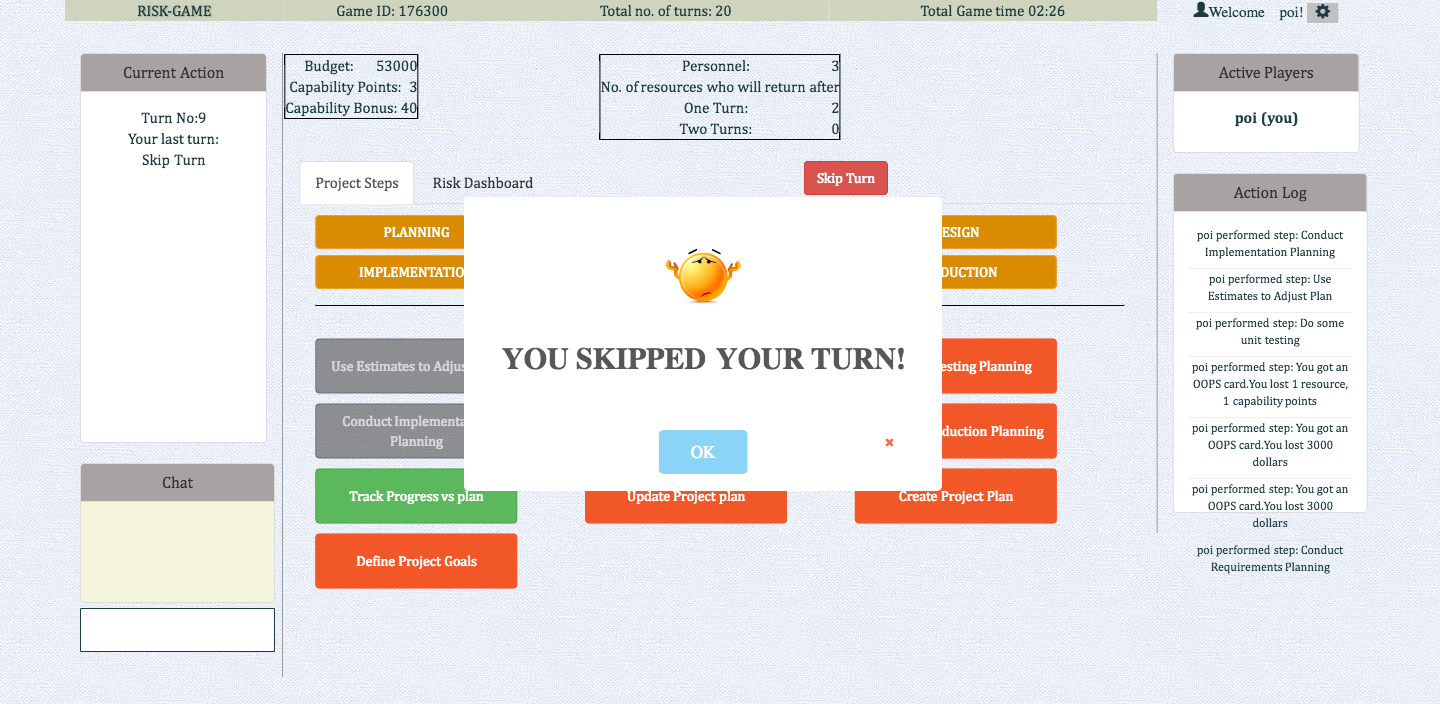 RISK-GAME
Game ID: 176300
Total no. of turns: 20
Total Game time 02:26
Welcome poi!
Current Action
Turn No:9
Your last turn:
Skip Turn
Budget: 53000
Capability Points: 3
Capability Bonus: 40
Personnel: 3
No. of resources who will return after
One Turn: 2
Two Turns: 0
Project Steps
Risk Dashboard
Skip Turn
PLANNING
ESIGN
IMPLEMENTATIO
DUCTION
YOU SKIPPED YOUR TURN!
OK
Use Estimates to Adjus
esting Planning
Conduct Implementa
Planning
duction Planning
Track Progress vs plan
Update Project plan
Create Project Plan
Define Project Goals
Chat
Active Players
poi (you)
Action Log
poi performed step: Conduct
Implementation Planning
poi performed step: Use
Estimates to Adjust Plan
poi performed step: Do some
unit testing
poi performed step: You got an
OOPS card.You lost 1 resource,
1 capability points
poi performed step: You got an
OOPS card.You lost 3000
dollars
poi performed step: You got an
OOPS card.You lost 3000
dollars
poi performed step: Conduct
Requirements Planning